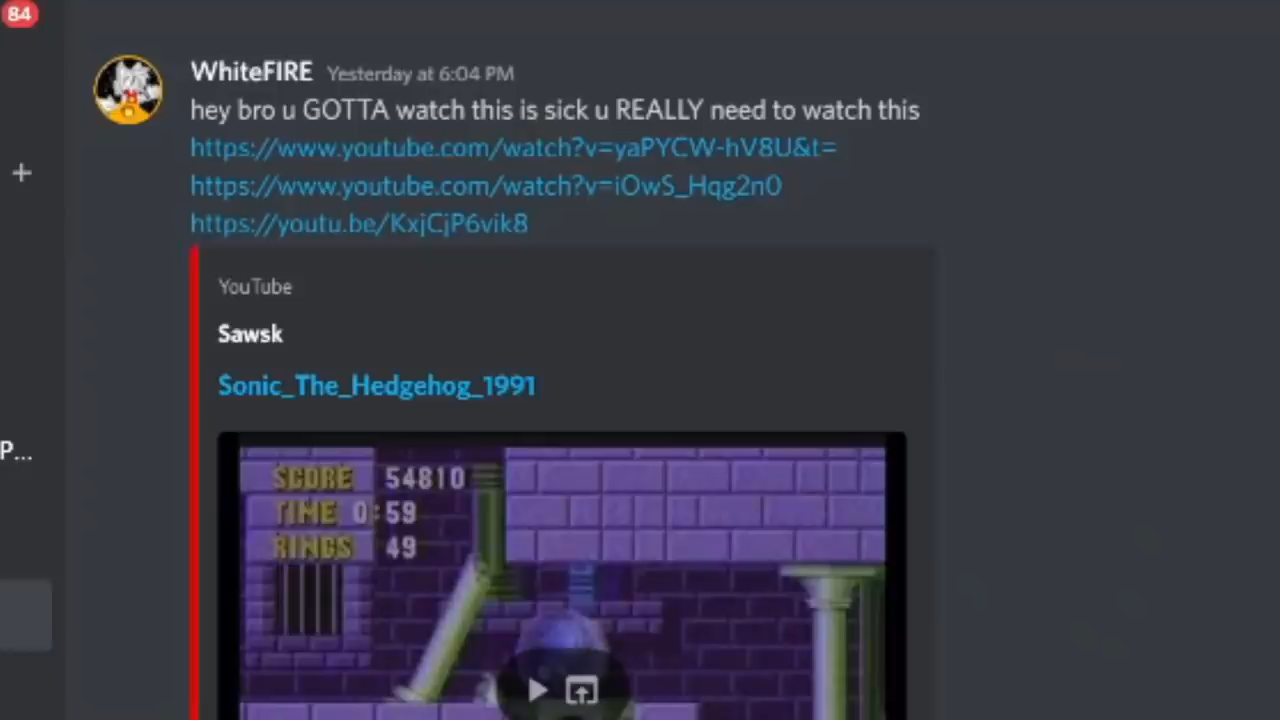 84
WhiteFIRE Yesterday at 6:04 PM
hey bro u GOTTA watch this is sick u REALLY need to watch this
https://www.youtube.com/watch?v=yaPYCW-hV8U&t=
https://www.youtube.com/watch?v=iOwS_Hqg2n0
https://youtu.be/KxjCjP6vik8
YouTube
Sawsk
Sonic_The_Hedgehog_1991
P...
SCORE 54810
TIME 0:59
RINGS 49